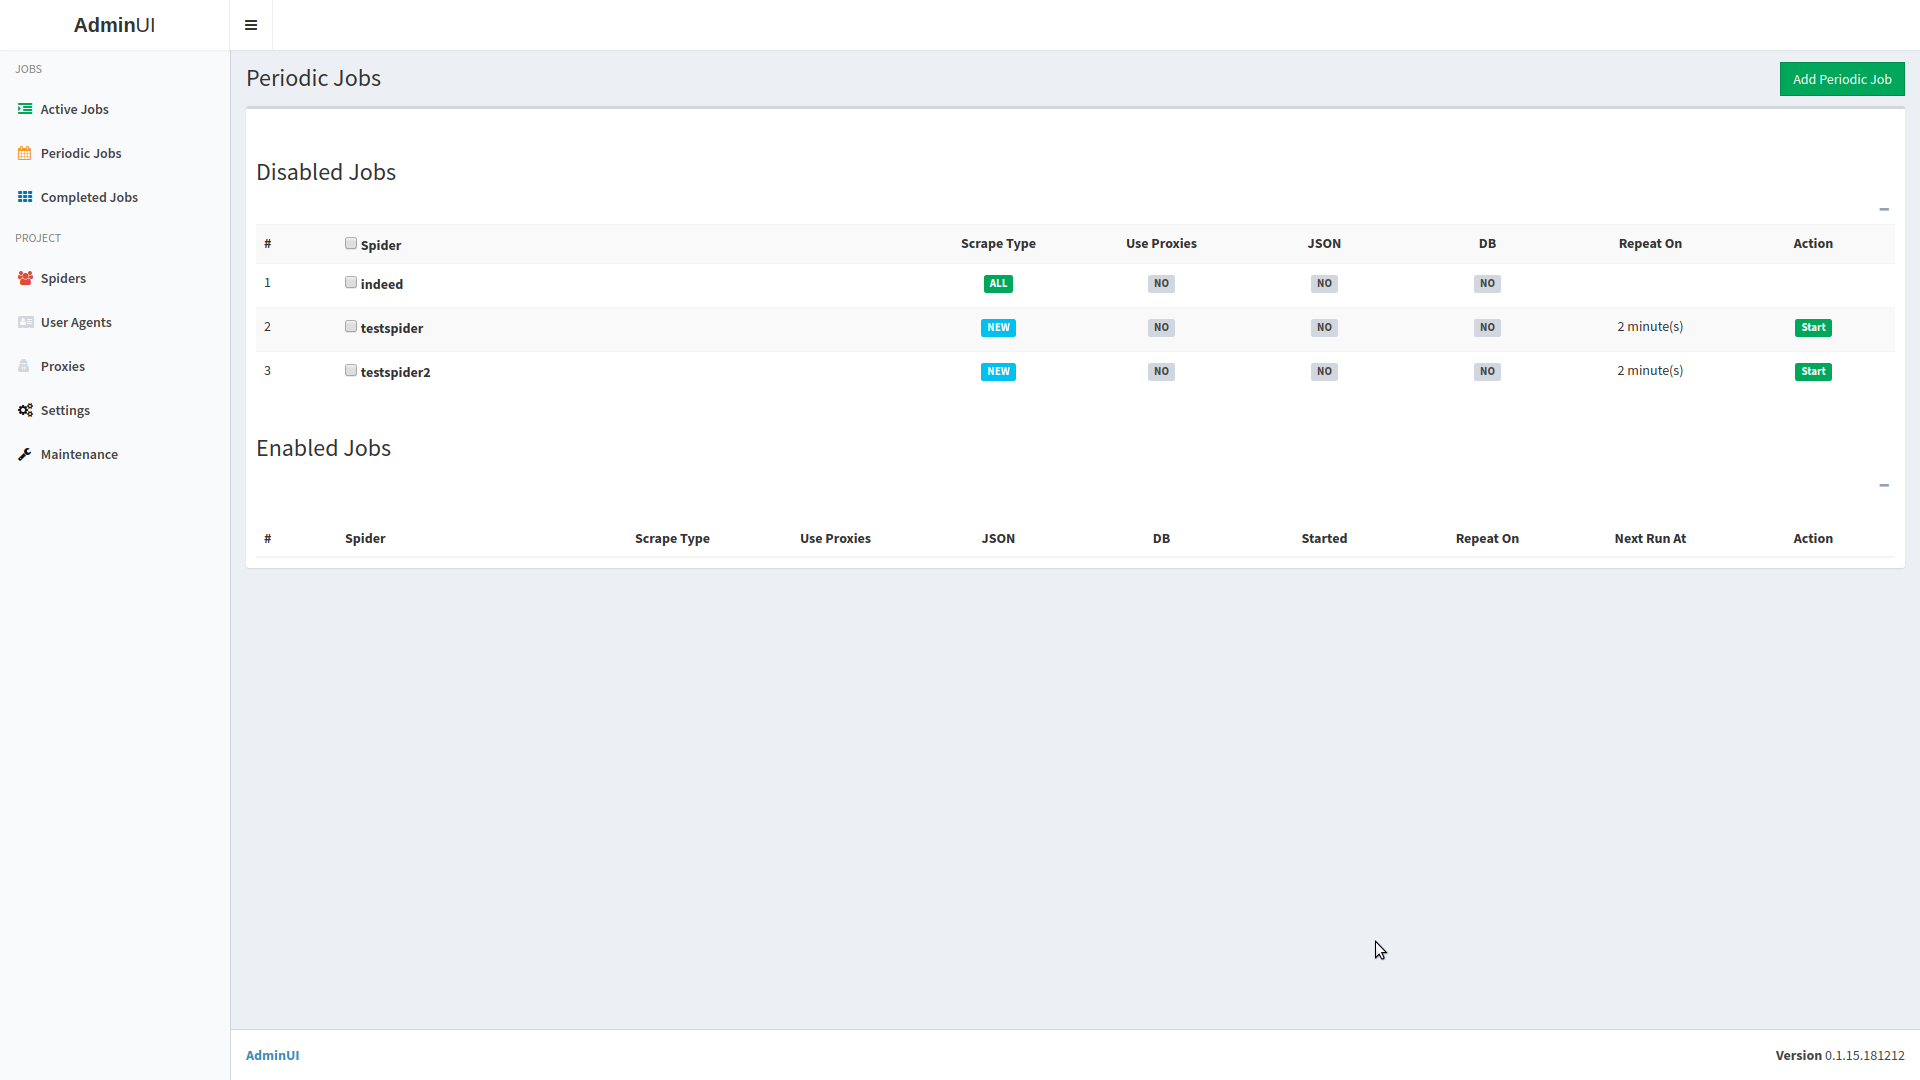 AdminUI
JOBS
Active Jobs
Periodic Jobs
Completed Jobs
PROJECT
Spiders
User Agents
Proxies
Settings
Maintenance
Periodic Jobs
Add Periodic Job
Disabled Jobs
# Spider Scrape Type Use Proxies JSON DB Repeat On Action
1 indeed ALL NO NO NO
2 testspider NEW NO NO NO 2 minute(s) Start
3 testspider2 NEW NO NO NO 2 minute(s) Start
Enabled Jobs
# Spider Scrape Type Use Proxies JSON DB Started Repeat On Next Run At Action
AdminUI
Version 0.1.15.181212